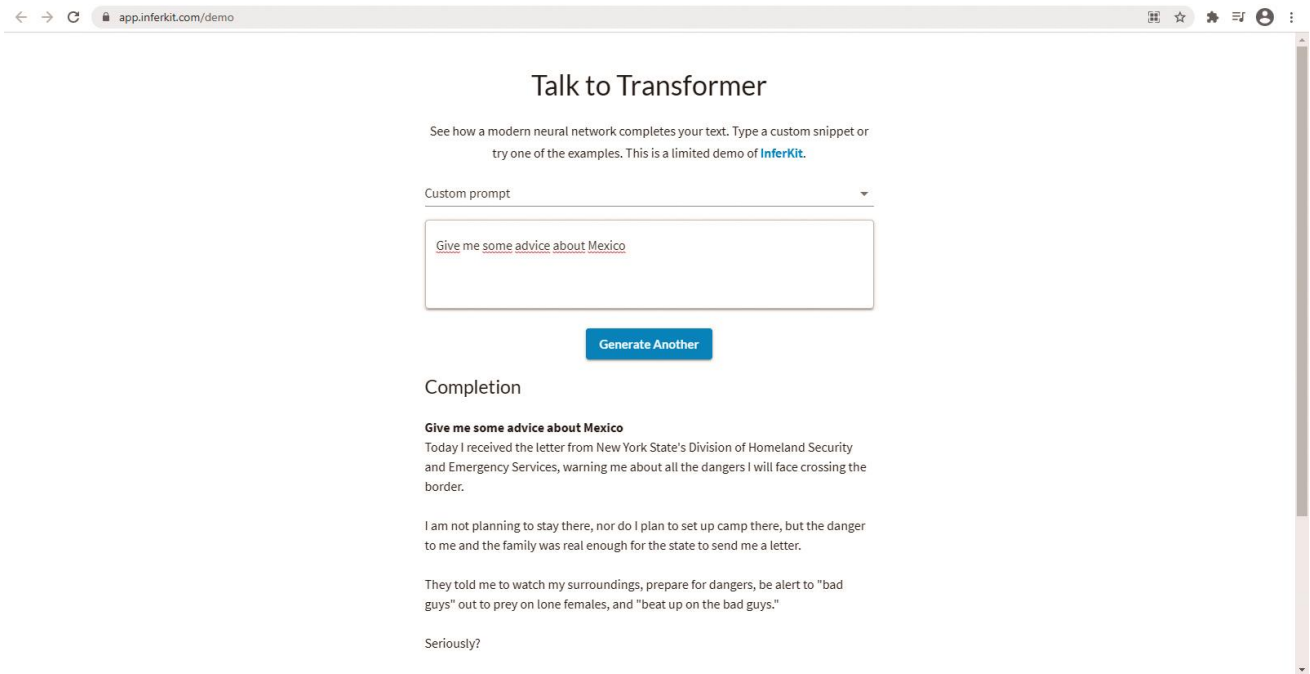 app.inferkit.com/demo
Talk to Transformer
See how a modern neural network completes your text. Type a custom snippet or
try one of the examples. This is a limited demo of InferKit.
Custom prompt
Give me some advice about Mexico
Generate Another
Completion
Give me some advice about Mexico
Today I received the letter from New York State's Division of Homeland Security
and Emergency Services, warning me about all the dangers I will face crossing the
border.
I am not planning to stay there, nor do I plan to set up camp there, but the danger
to me and the family was real enough for the state to send me a letter.
They told me to watch my surroundings, prepare for dangers, be alert to "bad
guys" out to prey on lone females, and "beat up on the bad guys."
Seriously?